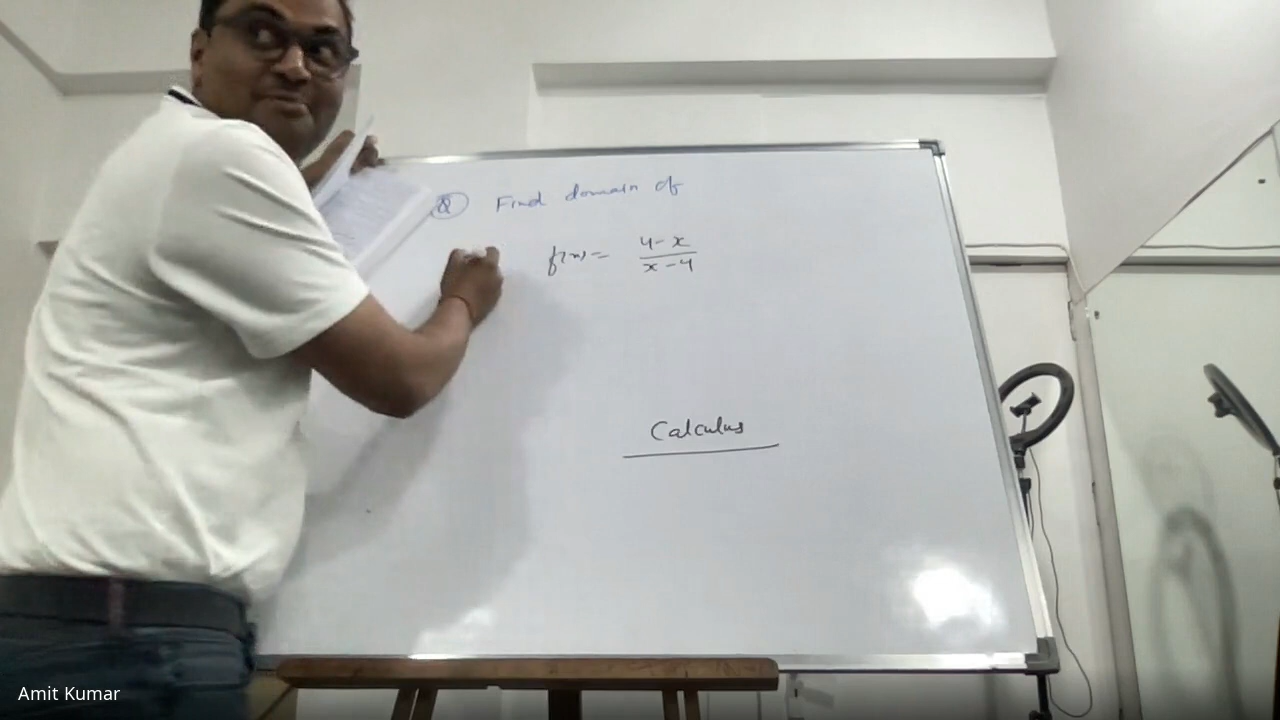 Q Find domain of
f(x) = 4-x / x-4
Calculus
Amit Kumar